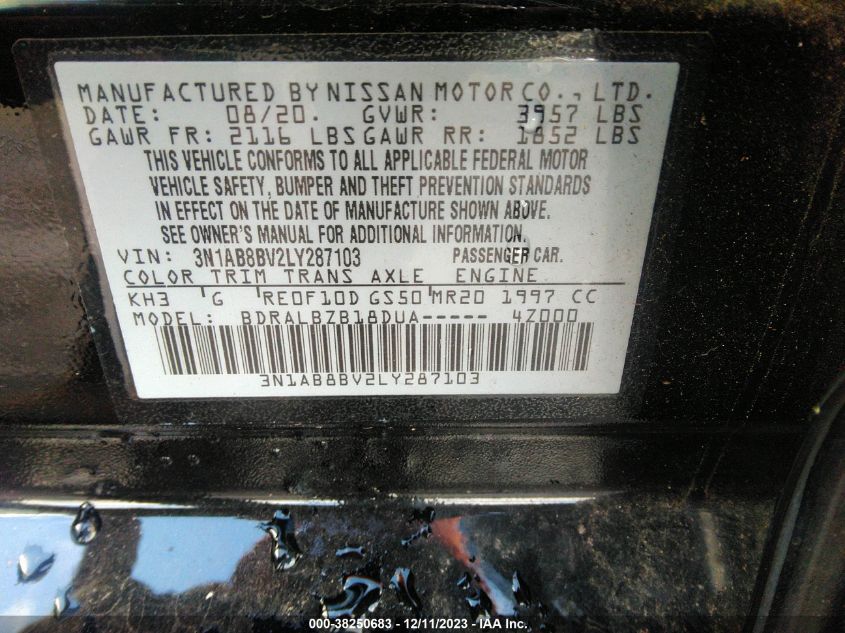 MANUFACTURED BY NISSAN MOTOR CO., LTD.
DATE: 08/20. GVWR: 3957 LBS
GAWR FR: 2116 LBS GAWR RR: 1852 LBS
THIS VEHICLE CONFORMS TO ALL APPLICABLE FEDERAL MOTOR
VEHICLE SAFETY, BUMPER AND THEFT PREVENTION STANDARDS
IN EFFECT ON THE DATE OF MANUFACTURE SHOWN ABOVE.
SEE OWNER'S MANUAL FOR ADDITIONAL INFORMATION.
VIN: 3N1AB8BV2LY287103 PASSENGER CAR.
COLOR TRIM TRANS AXLE ENGINE
KH3 G RE0F10D GS50 MR20 1997 CC
MODEL: BDRALBZB18DUA----- 4Z000
3N1AB8BV2LY287103
000-38250683 - 12/11/2023 - IAA Inc.